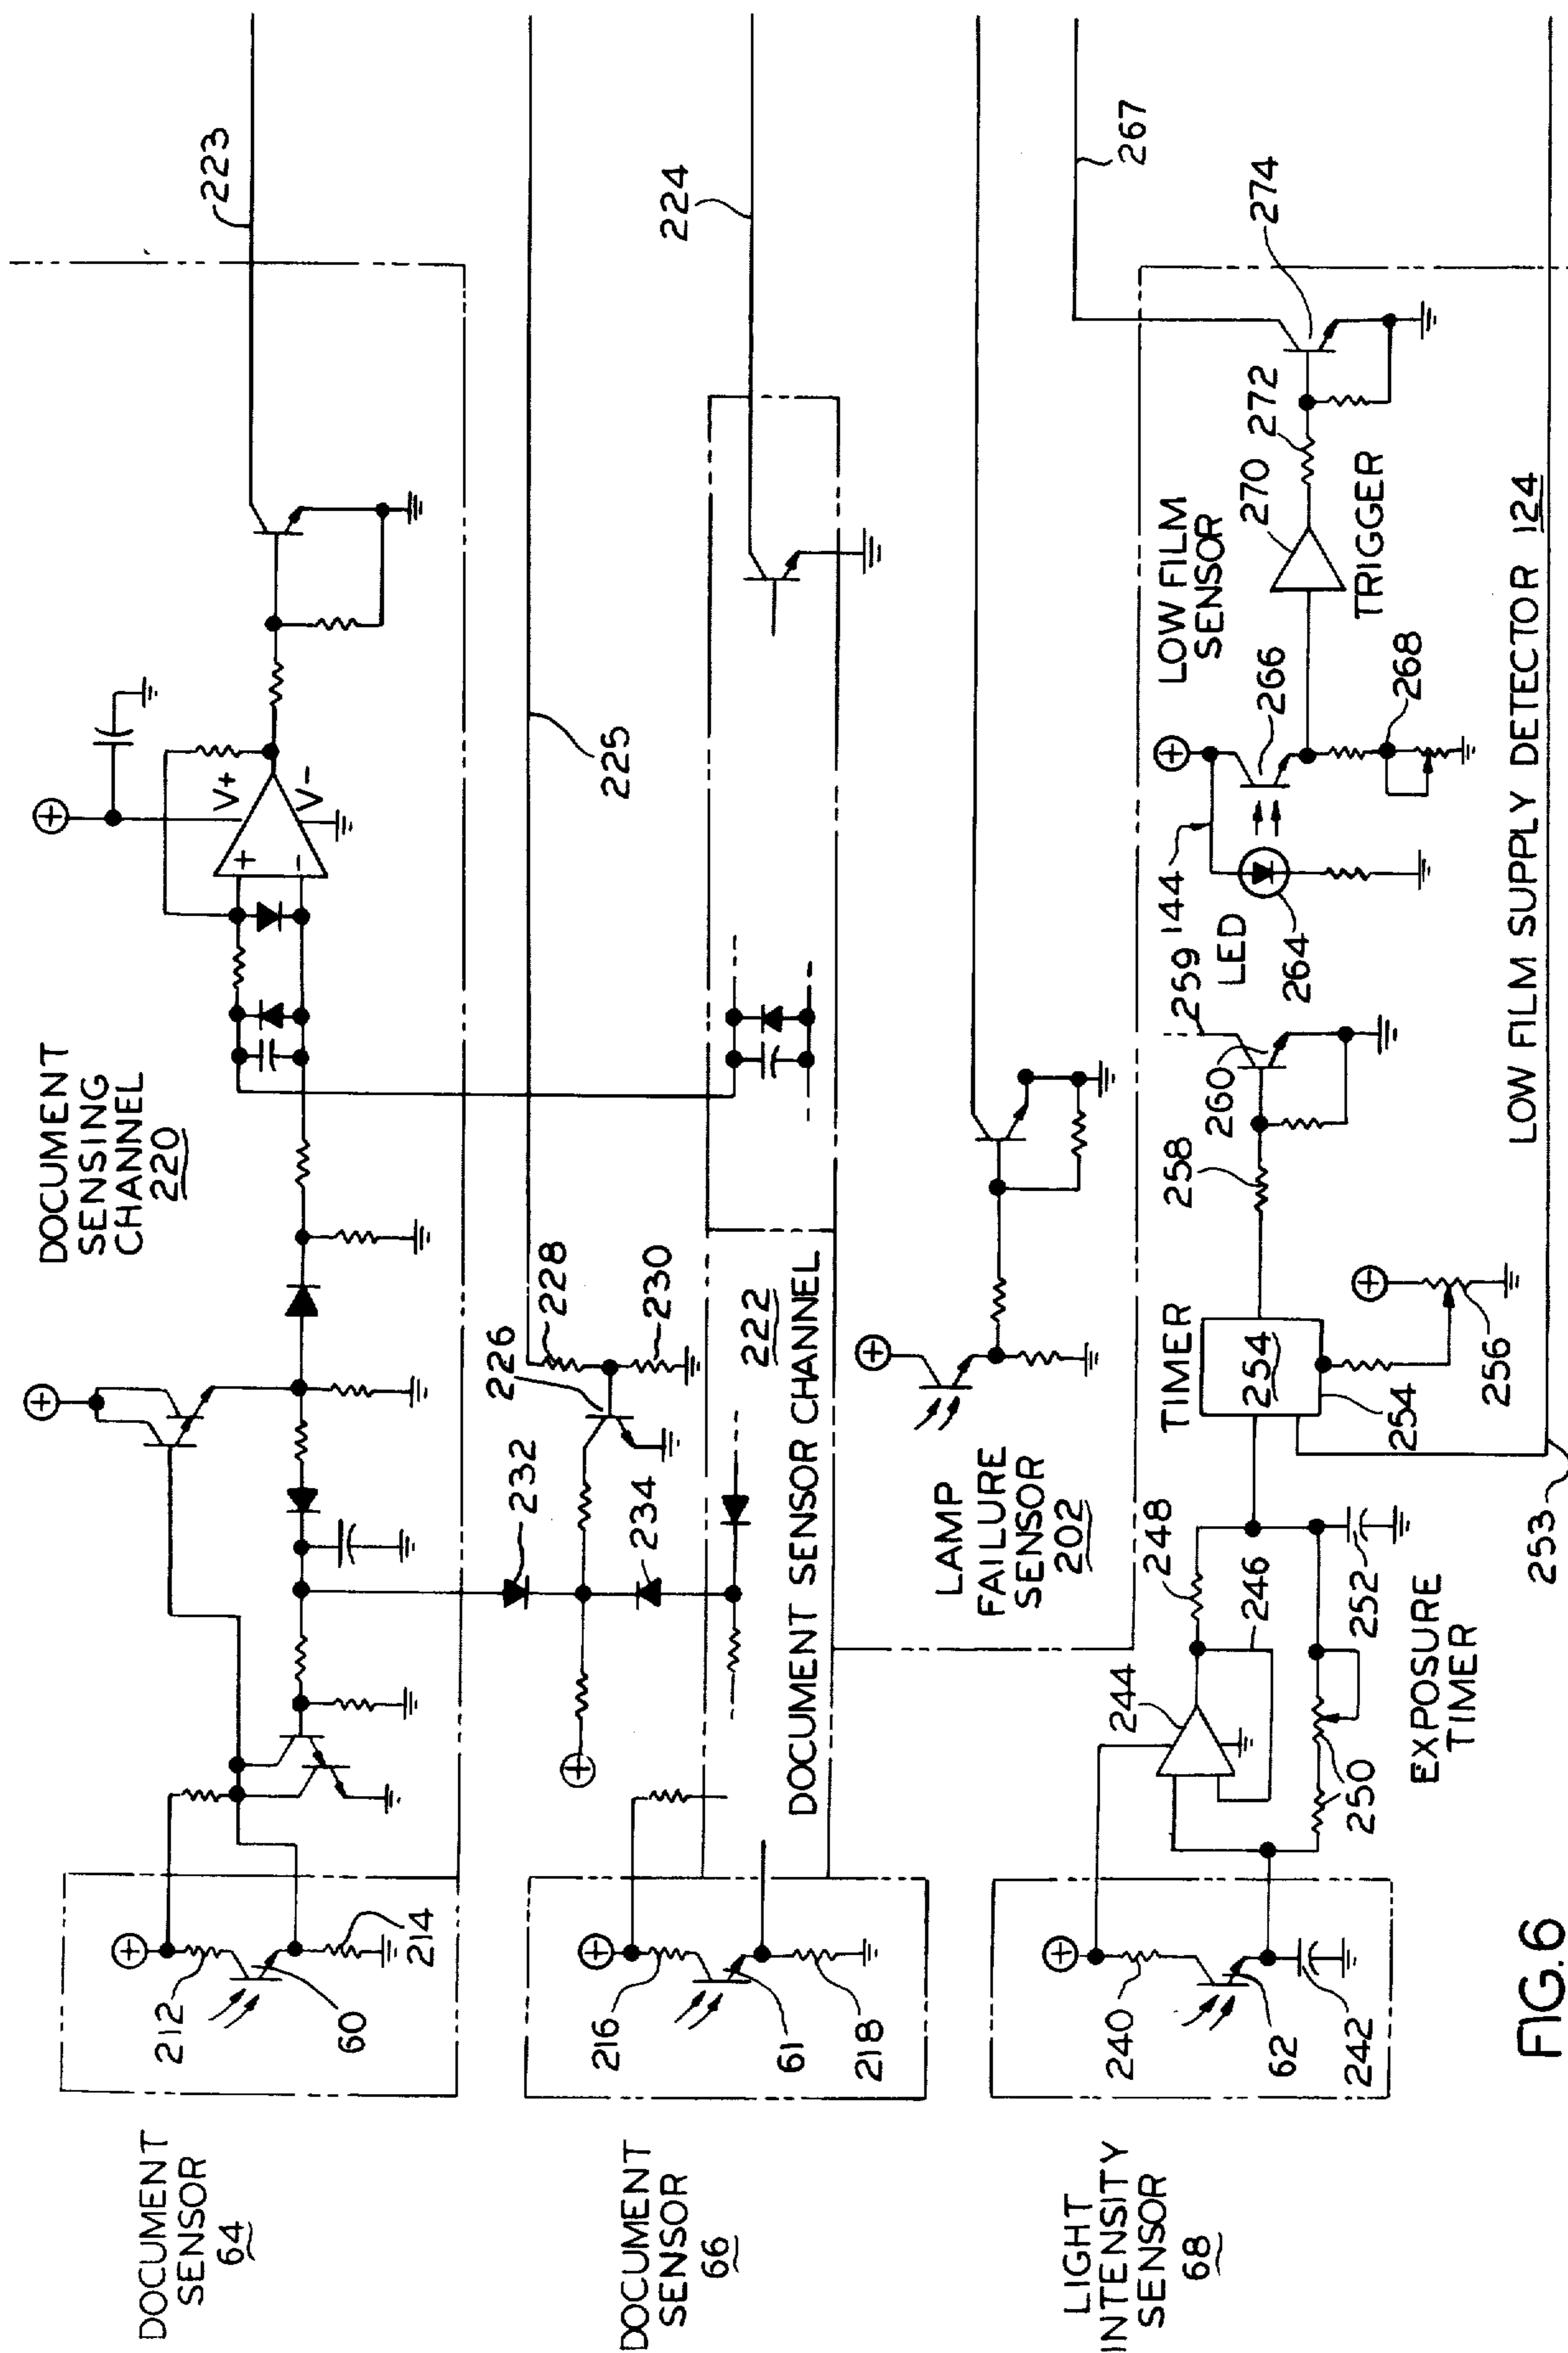 DOCUMENT
SENSOR
64
212
60
214
DOCUMENT
SENSING
CHANNEL
220
+
-
V+
V-
223
DOCUMENT
SENSOR
66
216
61
218
232
234
226
228
230
225
222
DOCUMENT SENSOR CHANNEL
224
LAMP
FAILURE
SENSOR
202
LIGHT
INTENSITY
SENSOR
68
240
62
242
244
246
248
250
252
EXPOSURE
TIMER
253
TIMER
254
254
256
258
260
259
144
LED
264
LOW FILM
SENSOR
266
268
270
TRIGGER
272
274
267
LOW FILM SUPPLY DETECTOR 124
FIG.6